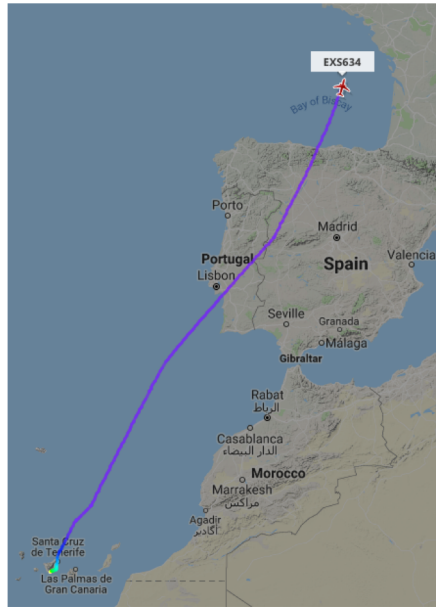 EXS634
Bay of Biscay
Porto
Madrid
Portugal
Valencia
Spain
Lisbon
Seville
Granada
Málaga
Gibraltar
Rabat
الرباط
Casablanca
الدار البيضاء
Morocco
Marrakesh
مراكش
Agadir
أكادير
Santa Cruz
de Tenerife
Las Palmas de
Gran Canaria